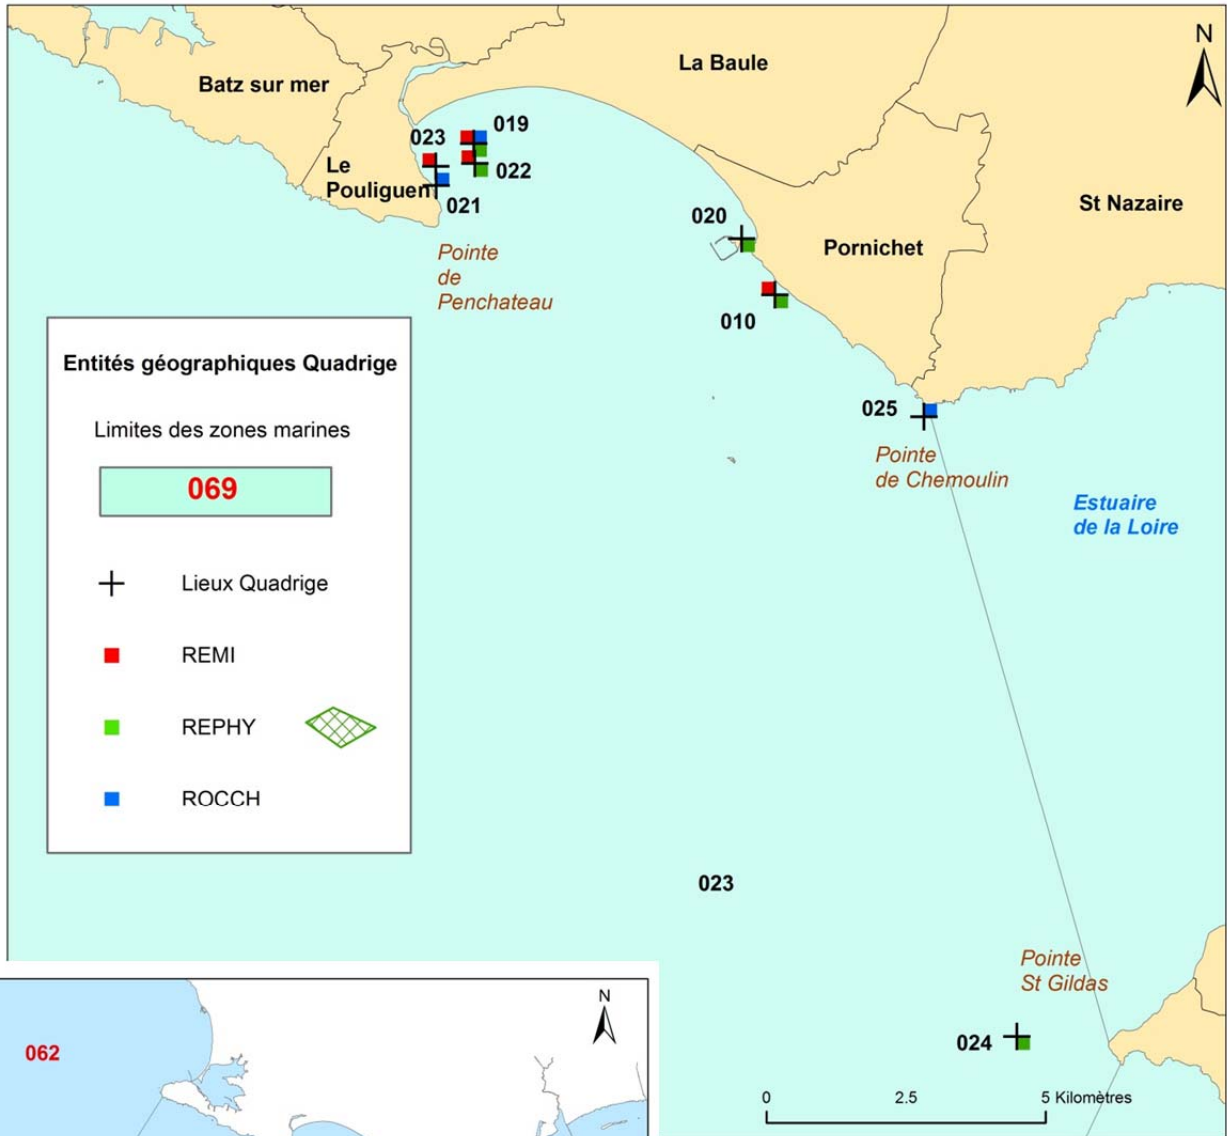 N
La Baule
Batz sur mer
019
023
Le
Pouliguen
022
021
St Nazaire
020
Pornichet
Pointe
de
Penchateau
010
Entités géographiques Quadrige
Limites des zones marines
069
025
Pointe
de Chemoulin
Estuaire
de la Loire
Lieux Quadrige
REMI
REPHY
ROCCH
023
Pointe
St Gildas
024
0 2.5 5 Kilomètres
N
062